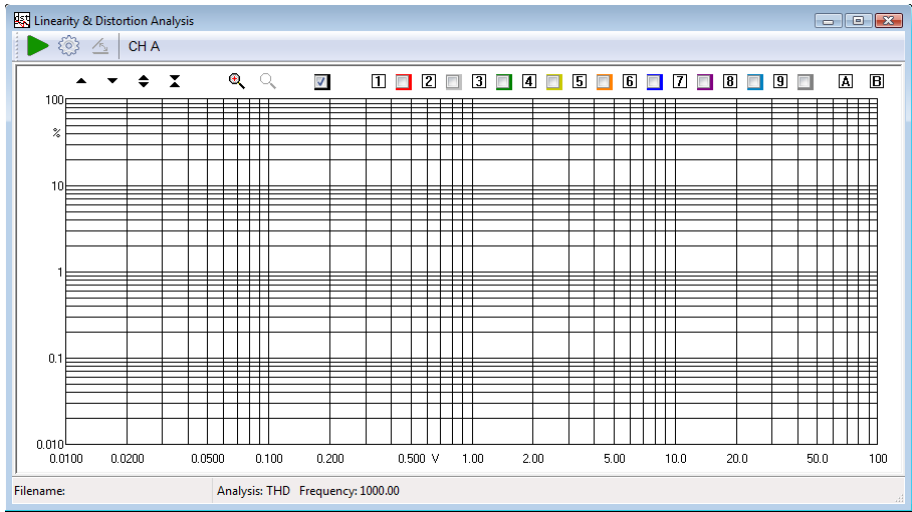 dst Linearity & Distortion Analysis
CH A
1 2 3 4 5 6 7 8 9 A B
100
%
10
1
0.1
0.010
0.0100 0.0200 0.0500 0.100 0.200 0.500 V 1.00 2.00 5.00 10.0 20.0 50.0 100
Filename: Analysis: THD Frequency: 1000.00